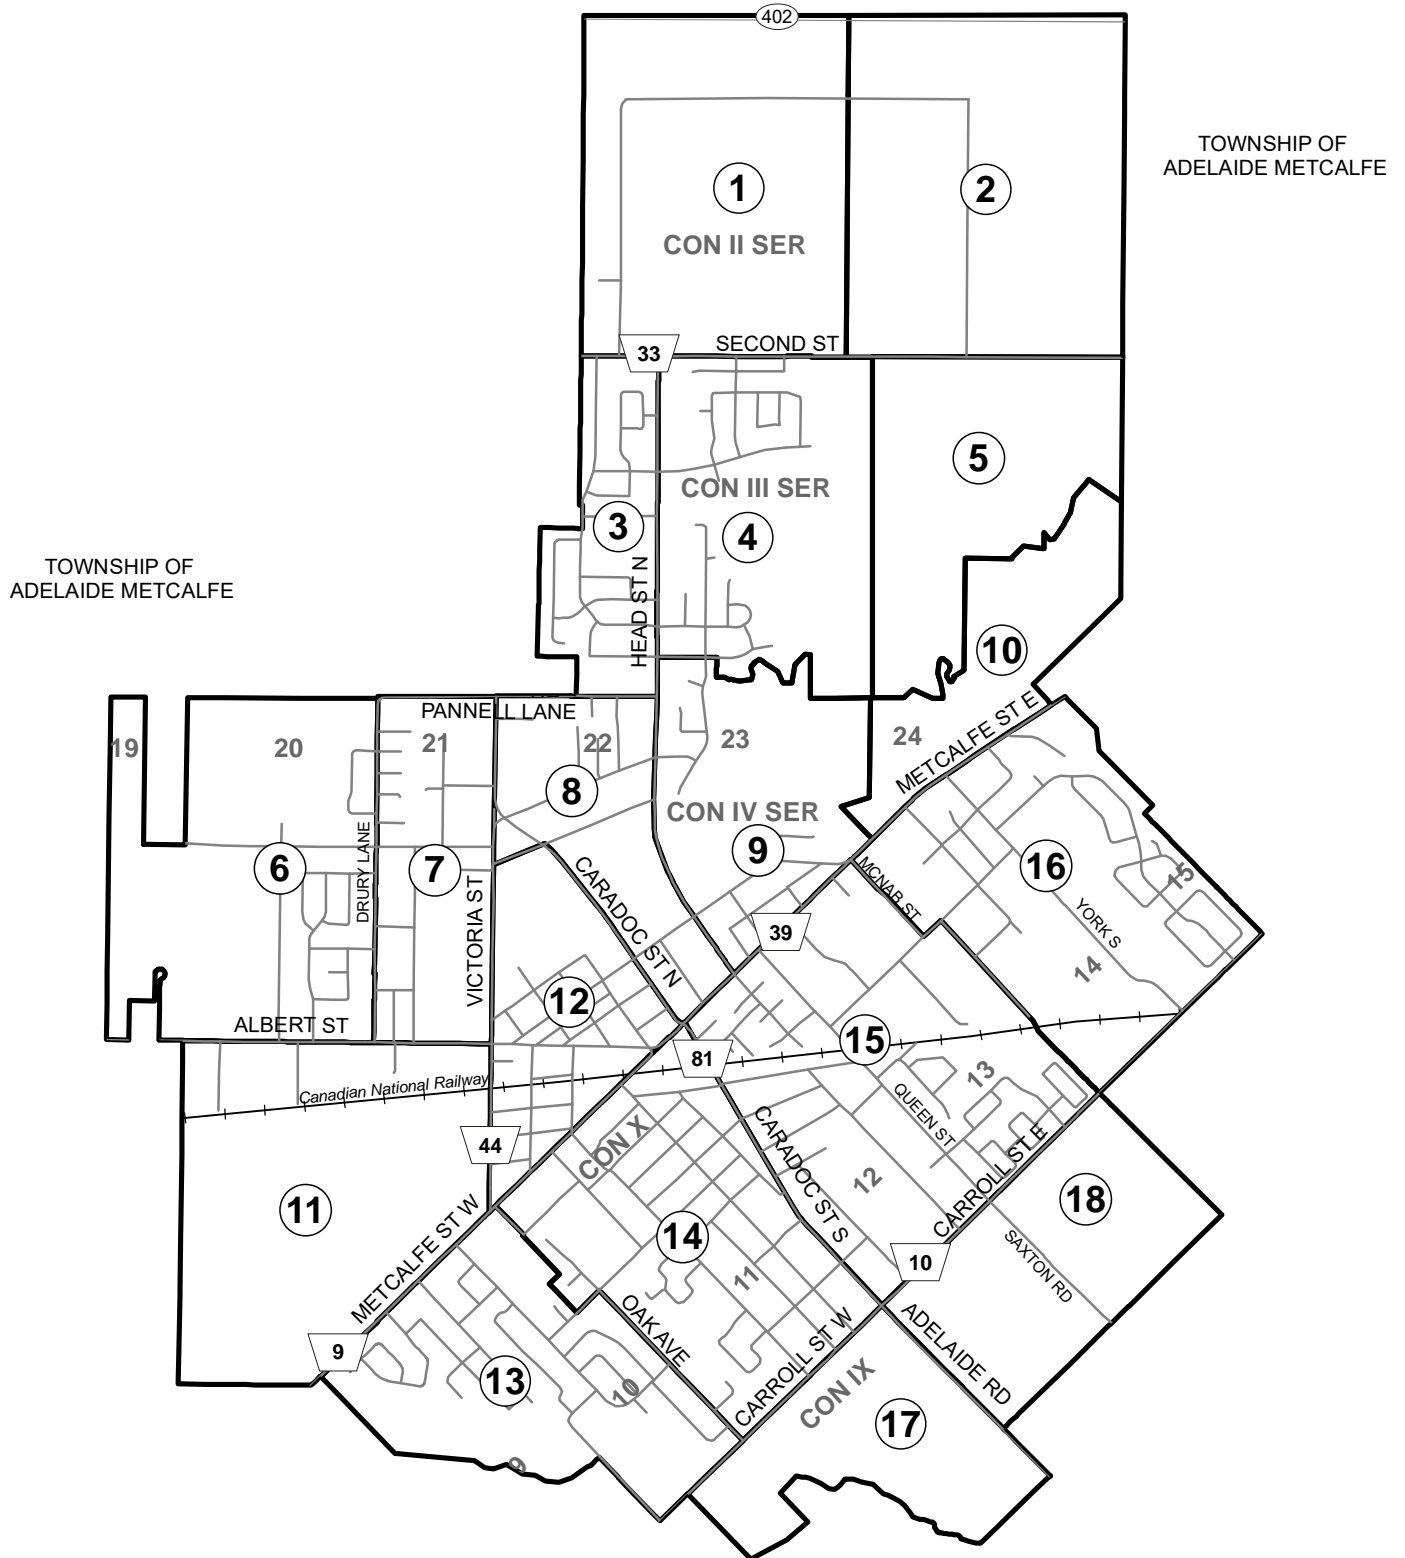 402
TOWNSHIP OF
ADELAIDE METCALFE
1
2
CON II SER
SECOND ST
33
5
CON III SER
3
4
TOWNSHIP OF
ADELAIDE METCALFE
HEAD ST N
10
PANNELL LANE
METCALFE ST E
19
20
21
22
23
24
8
CON IV SER
9
6
DRURY LANE
7
VICTORIA ST
CARADOC ST N
MCNAB ST
16
15
YORK S
39
14
12
ALBERT ST
15
81
Canadian National Railway
13
QUEEN ST
44
CON X
CARADOC ST S
12
CARROLL ST E
18
11
METCALFE ST W
14
11
10
SAXTON RD
OAK AVE
CARROLL ST W
ADELAIDE RD
9
13
10
CON IX
17
9